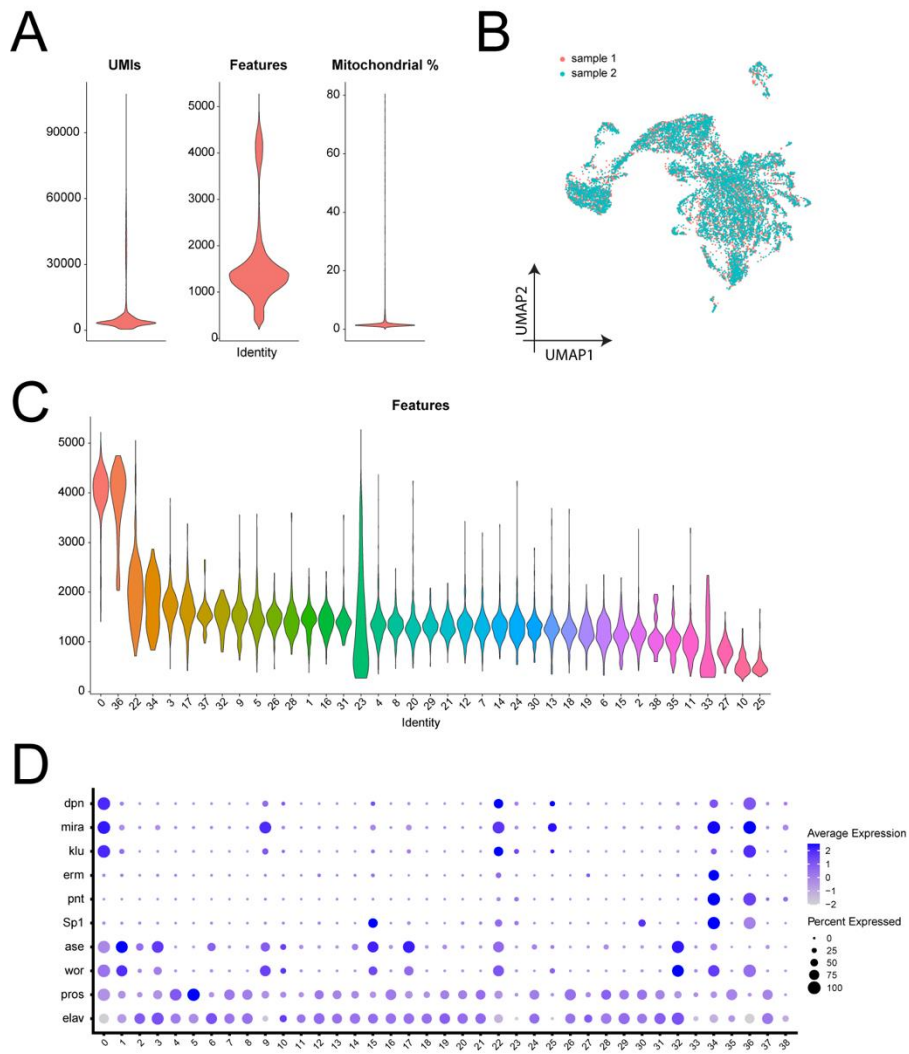 A
UMIs
Features
Mitochondrial %
90000
60000
30000
0
5000
4000
3000
2000
1000
0
80
60
40
20
0
Identity
B
sample 1
sample 2
UMAP2
UMAP1
C
Features
5000
4000
3000
2000
1000
0
0 36 22 34 3 17 37 32 9 5 26 28 1 16 31 23 4 8 20 29 21 12 7 14 24 30 13 18 19 6 15 2 38 35 11 33 27 10 25
Identity
D
dpn
mira
klu
erm
pnt
Sp1
ase
wor
pros
elav
0 1 2 3 4 5 6 7 8 9 10 11 12 13 14 15 16 17 18 19 20 21 22 23 24 25 26 27 28 29 30 31 32 33 34 35 36 37 38
Average Expression
2
1
0
−1
−2
Percent Expressed
0
25
50
75
100